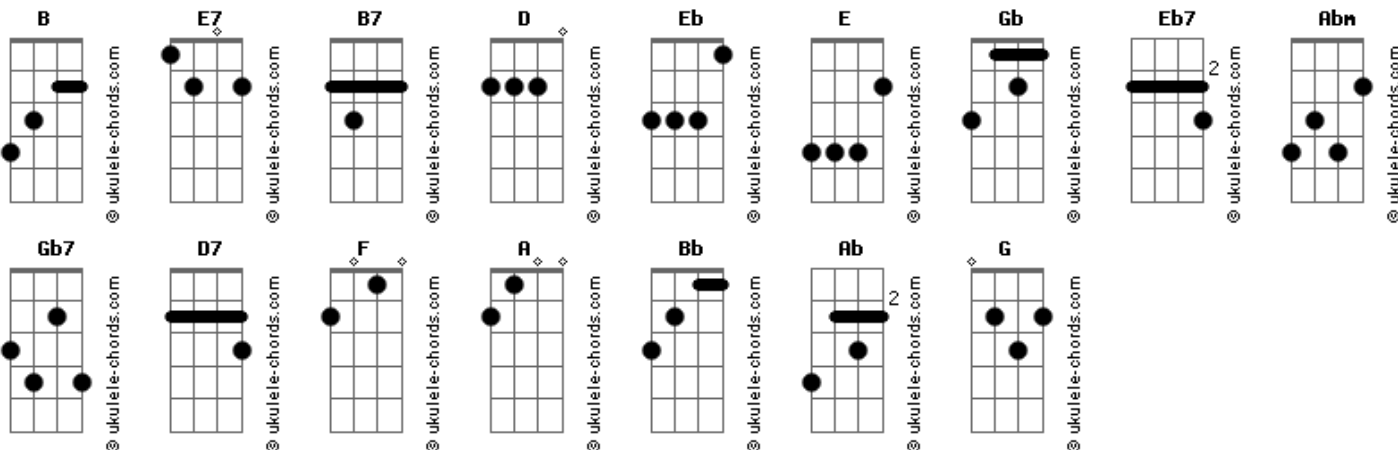 B E7 B7 D Eb E Gb Eb7 Abm
2
© ukulele-chords.com © ukulele-chords.com © ukulele-chords.com © ukulele-chords.com © ukulele-chords.com © ukulele-chords.com © ukulele-chords.com © ukulele-chords.com © ukulele-chords.com
Gb7 D7 F A Bb Ab G
2
© ukulele-chords.com © ukulele-chords.com © ukulele-chords.com © ukulele-chords.com © ukulele-chords.com © ukulele-chords.com © ukulele-chords.com